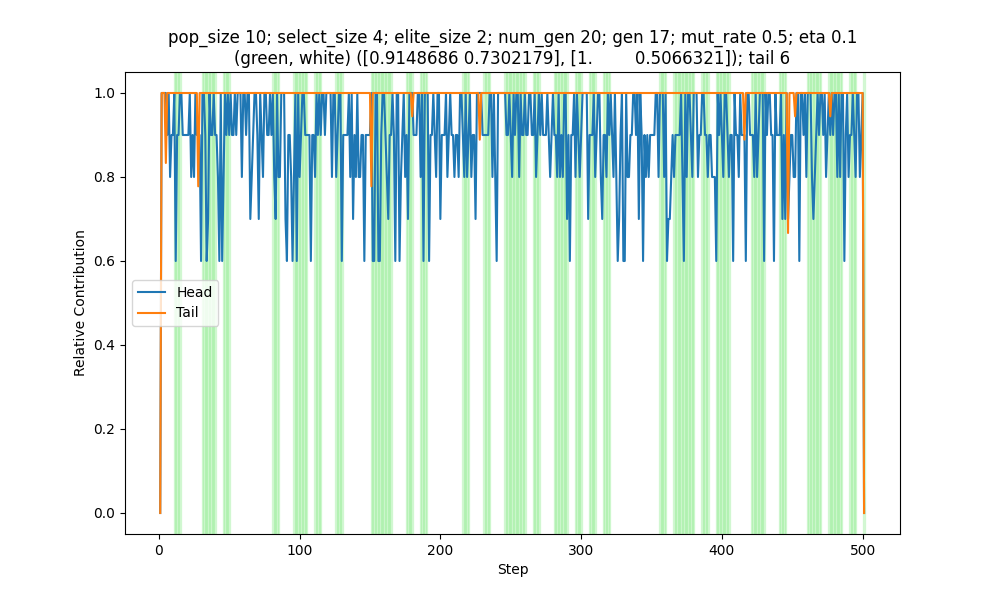 pop_size 10; select_size 4; elite_size 2; num_gen 20; gen 17; mut_rate 0.5; eta 0.1
(green, white) ([0.9148686 0.7302179], [1.        0.5066321]); tail 6
1.0
0.8
0.6
0.4
0.2
0.0
Relative Contribution
Head
Tail
0 100 200 300 400 500
Step